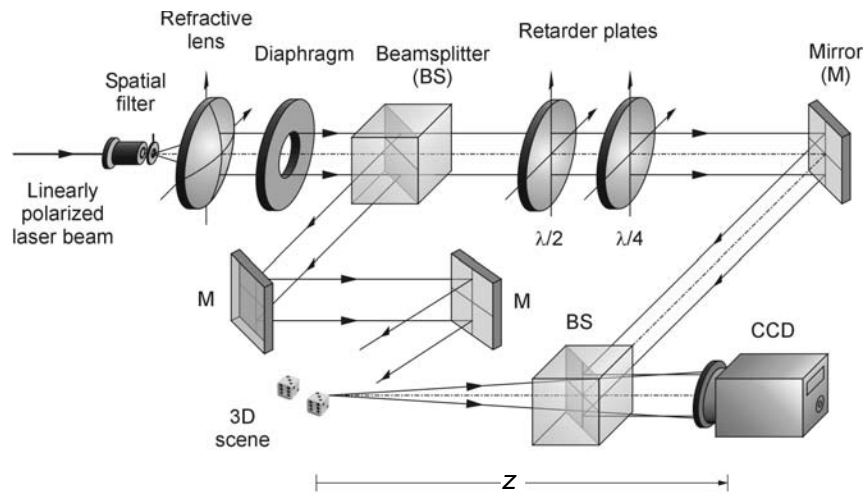 Refractive
lens
Diaphragm
Beamsplitter
(BS)
Retarder plates
Mirror
(M)
Spatial
filter
Linearly
polarized
laser beam
λ/2
λ/4
M
M
BS
CCD
3D
scene
z